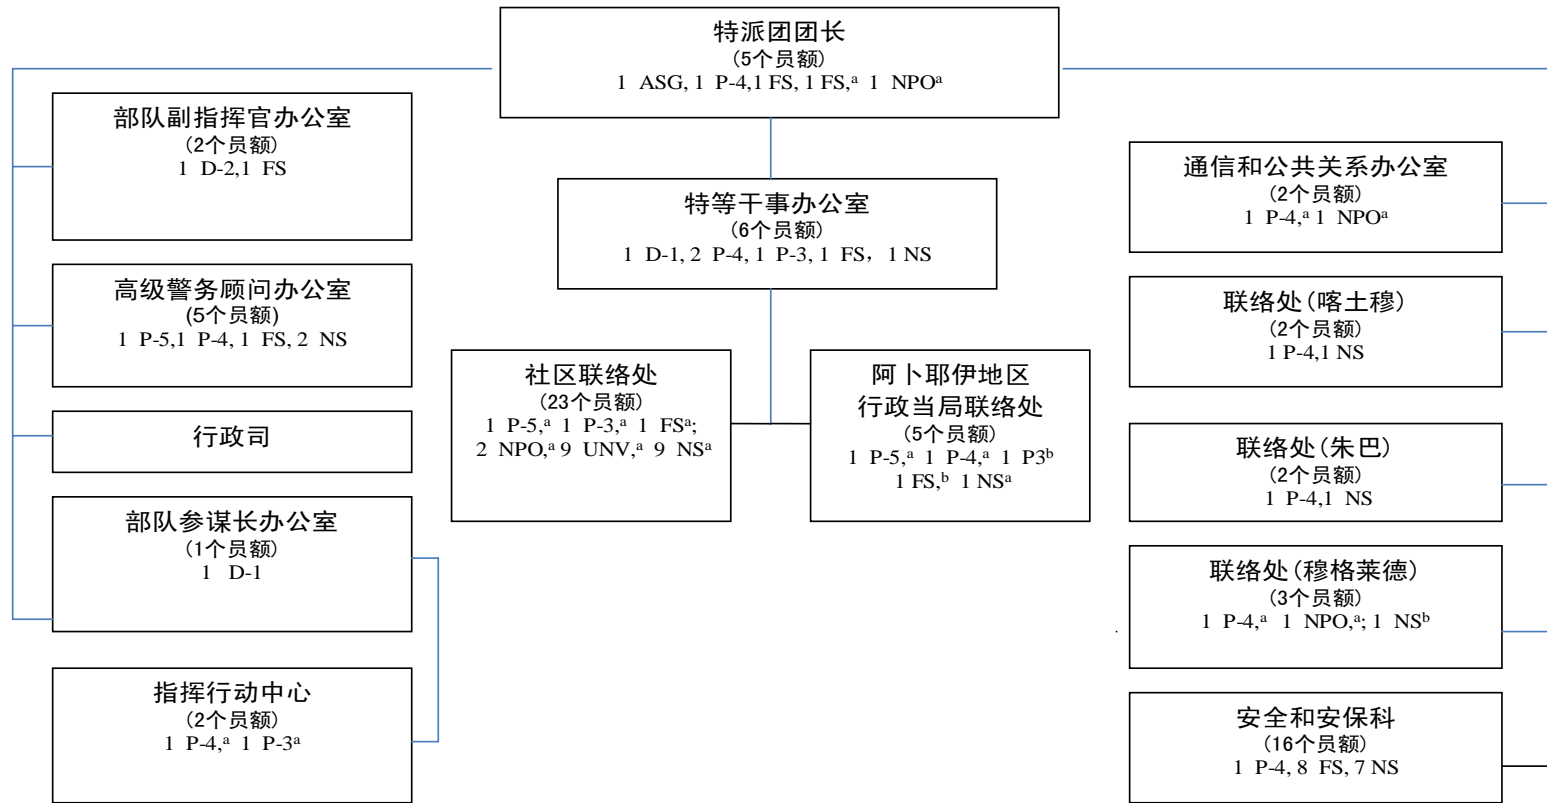 特派团团长
(5个员额)
1 ASG, 1 P-4,1 FS, 1 FS,ᵃ 1 NPOᵃ
部队副指挥官办公室
(2个员额)
1 D-2,1 FS
高级警务顾问办公室
(5个员额)
1 P-5,1 P-4, 1 FS, 2 NS
行政司
部队参谋长办公室
(1个员额)
1 D-1
指挥行动中心
(2个员额)
1 P-4,ᵃ 1 P-3ᵃ
特等干事办公室
(6个员额)
1 D-1, 2 P-4, 1 P-3, 1 FS，1 NS
社区联络处
(23个员额)
1 P-5,ᵃ 1 P-3,ᵃ 1 FSᵃ;
2 NPO,ᵃ 9 UNV,ᵃ 9 NSᵃ
阿卜耶伊地区
行政当局联络处
(5个员额)
1 P-5,ᵃ 1 P-4,ᵃ 1 P3ᵇ
1 FS,ᵇ 1 NSᵃ
通信和公共关系办公室
(2个员额)
1 P-4,ᵃ 1 NPOᵃ
联络处(喀土穆)
(2个员额)
1 P-4,1 NS
联络处(朱巴)
(2个员额)
1 P-4,1 NS
联络处(穆格莱德)
(3个员额)
1 P-4,ᵃ 1 NPO,ᵃ; 1 NSᵇ
安全和安保科
(16个员额)
1 P-4, 8 FS, 7 NS